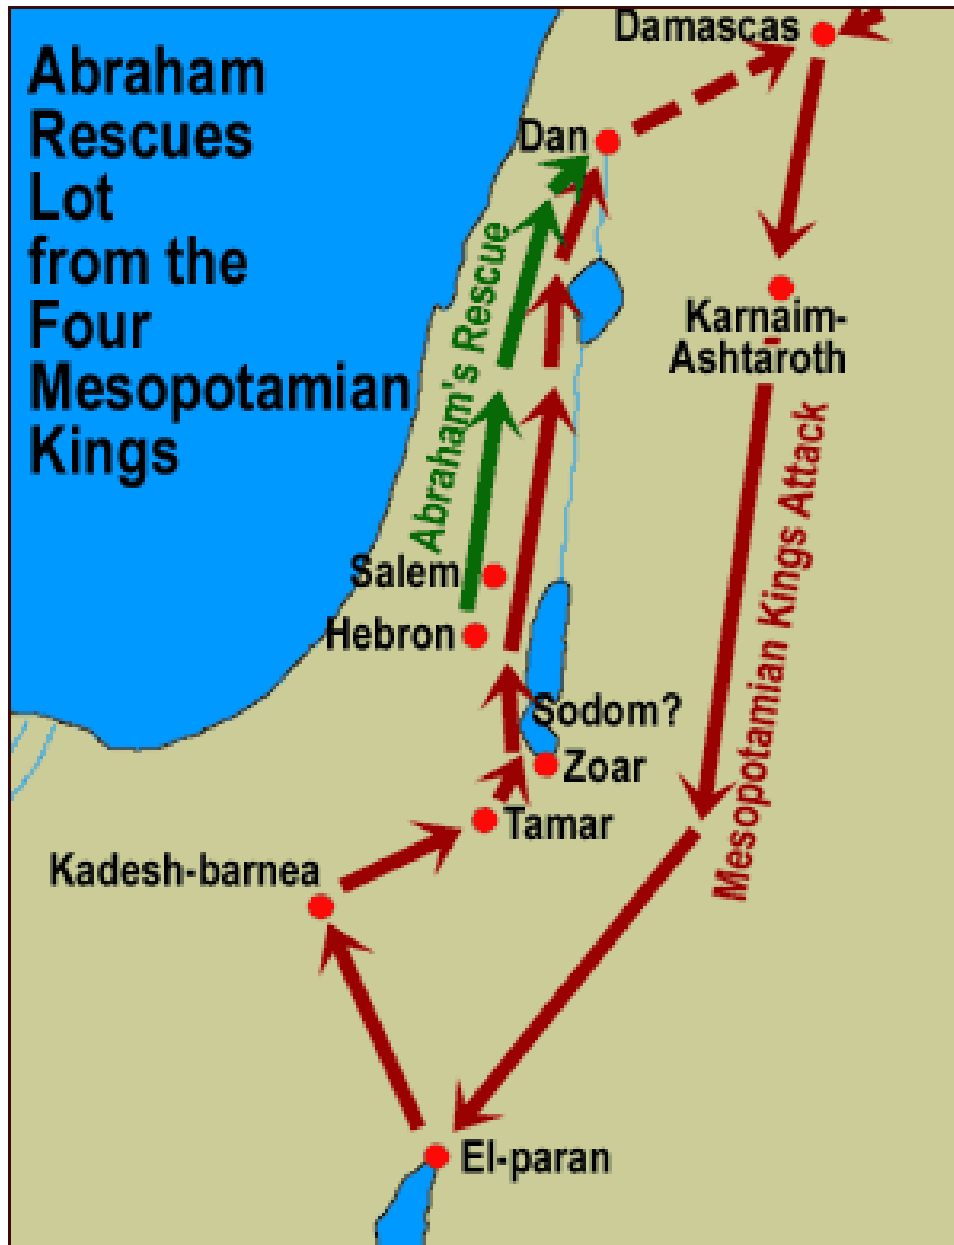 Abraham
Rescues
Lot
from the
Four
Mesopotamian
Kings
Damascas
Dan
Karnaim-
Ashtaroth
Abraham's Rescue
Mesopotamian Kings Attack
Salem
Hebron
Sodom?
Zoar
Tamar
Kadesh-barnea
El-paran